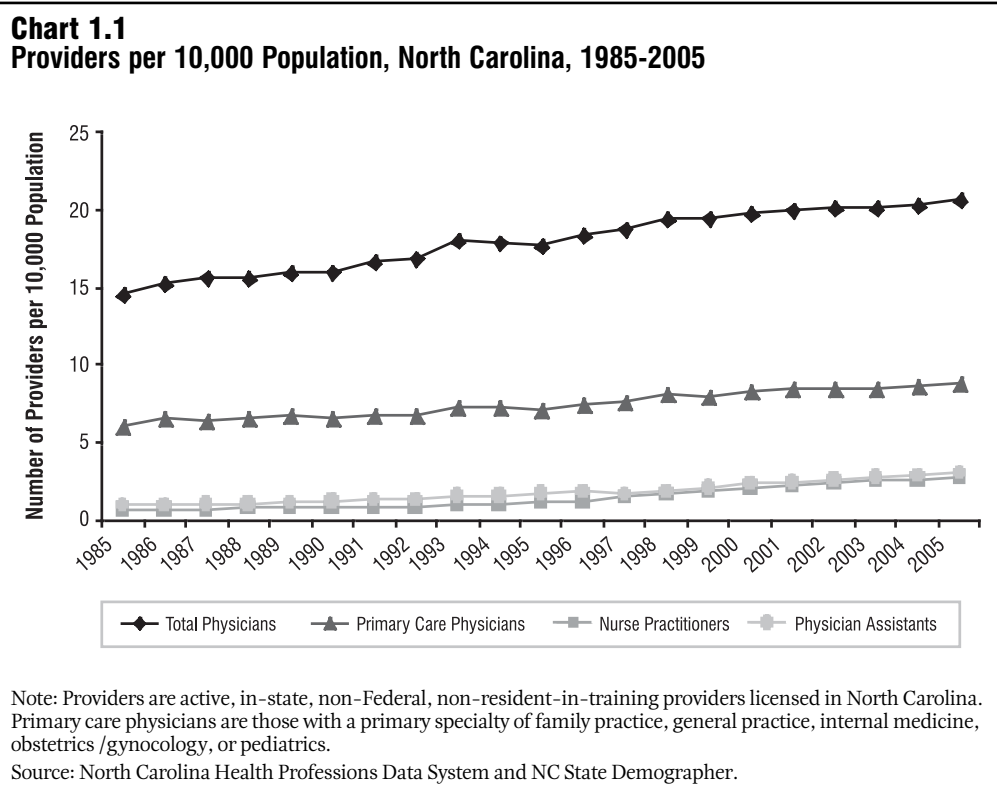 Chart 1.1
Providers per 10,000 Population, North Carolina, 1985-2005
Number of Providers per 10,000 Population
25
20
15
10
5
0
1985
1986
1987
1988
1989
1990
1991
1992
1993
1994
1995
1996
1997
1998
1999
2000
2001
2002
2003
2004
2005
Total Physicians
Primary Care Physicians
Nurse Practitioners
Physician Assistants
Note: Providers are active, in-state, non-Federal, non-resident-in-training providers licensed in North Carolina.
Primary care physicians are those with a primary specialty of family practice, general practice, internal medicine,
obstetrics /gynocology, or pediatrics.
Source: North Carolina Health Professions Data System and NC State Demographer.